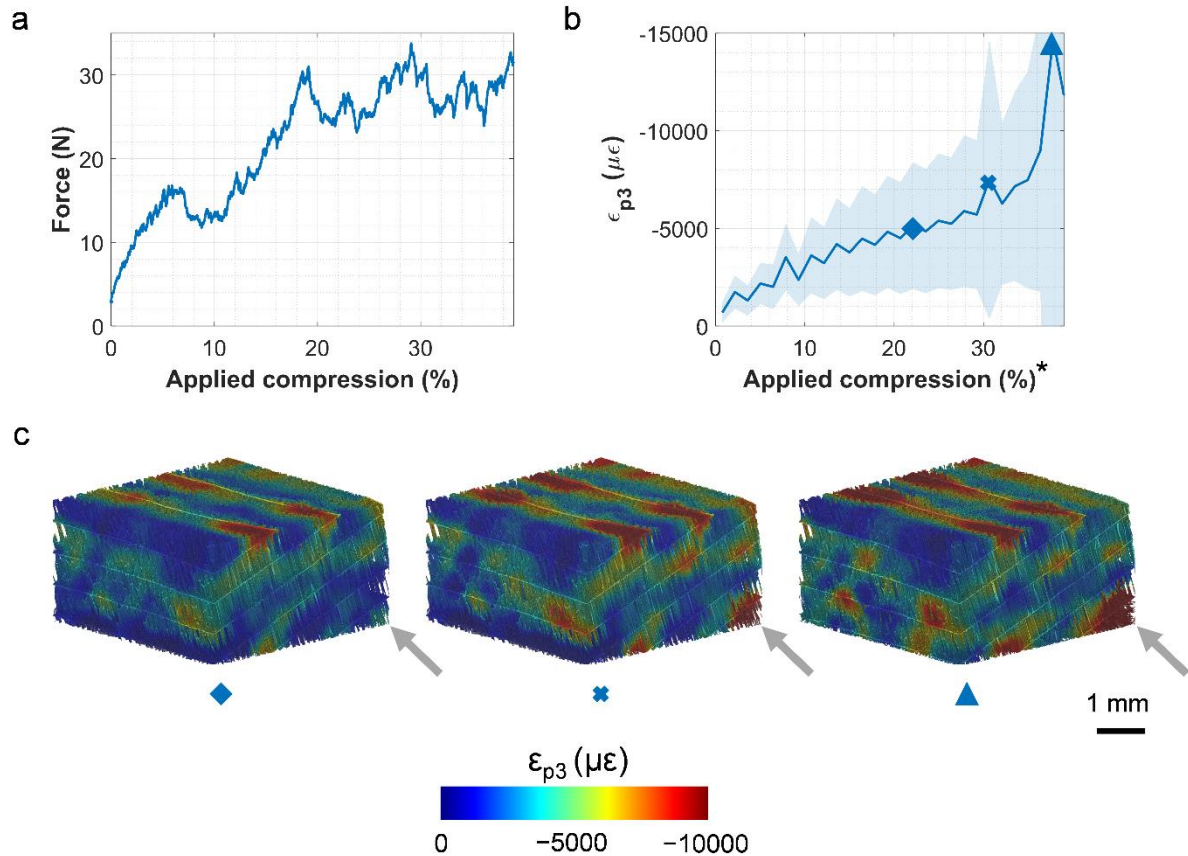 a
Force (N)
30
20
10
0
0 10 20 30
Applied compression (%)
b
ϵp3 (μϵ)
-15000
-10000
-5000
0
0 10 20 30
Applied compression (%)*
c
1 mm
εp3 (με)
0 −5000 −10000